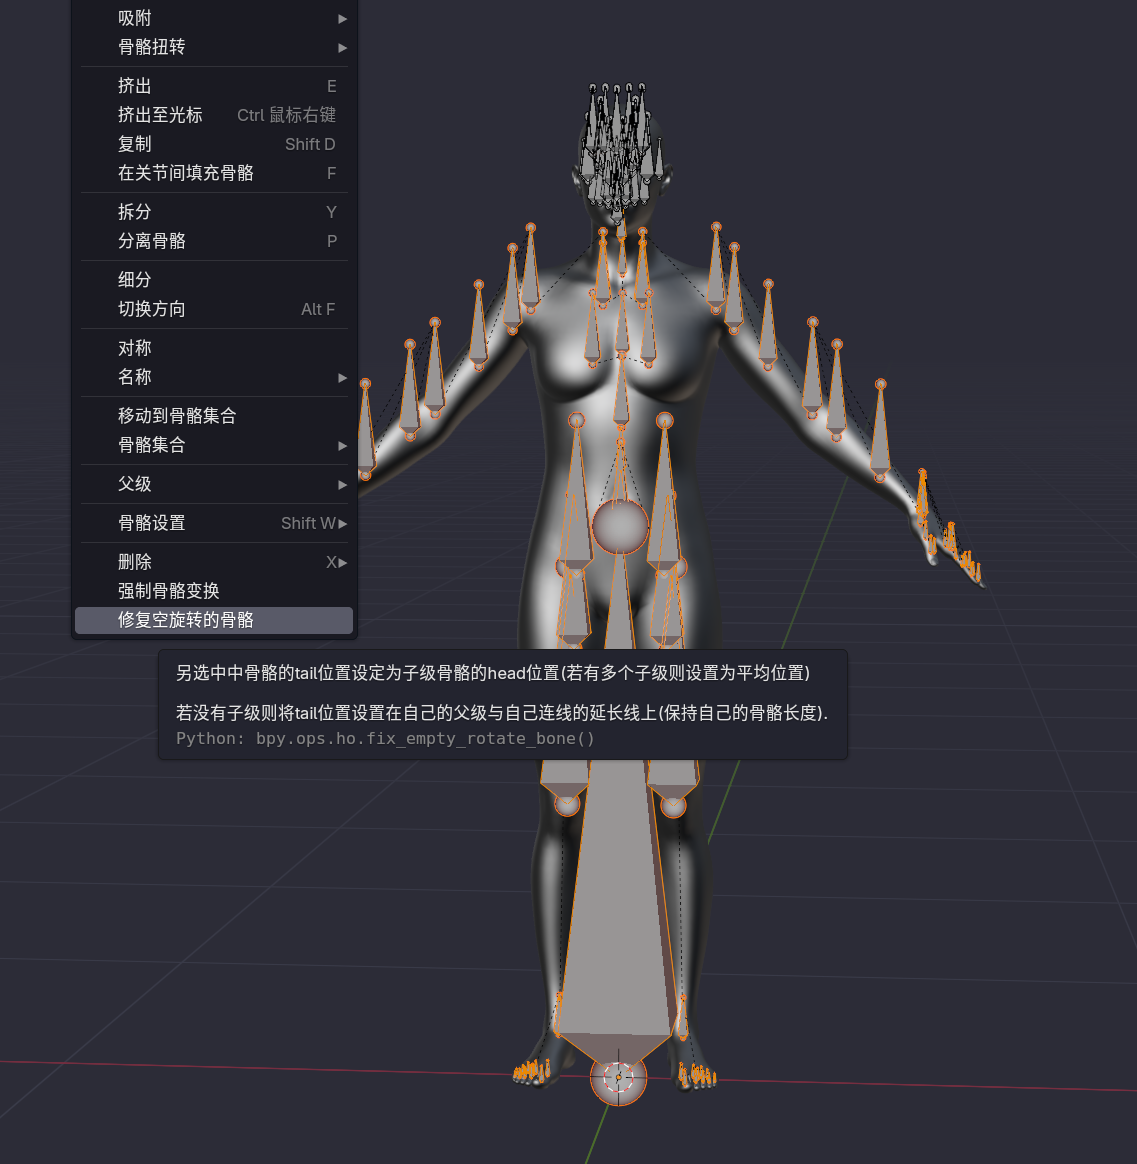 吸附
骨骼扭转
挤出 E
挤出至光标 Ctrl 鼠标右键
复制 Shift D
在关节间填充骨骼 F
拆分 Y
分离骨骼 P
细分
切换方向 Alt F
对称
名称
移动到骨骼集合
骨骼集合
父级
骨骼设置 Shift W
删除 X
强制骨骼变换
修复空旋转的骨骼
另选中中骨骼的tail位置设定为子级骨骼的head位置(若有多个子级则设置为平均位置)
若没有子级则将tail位置设置在自己的父级与自己连线的延长线上(保持自己的骨骼长度).
Python: bpy.ops.ho.fix_empty_rotate_bone()